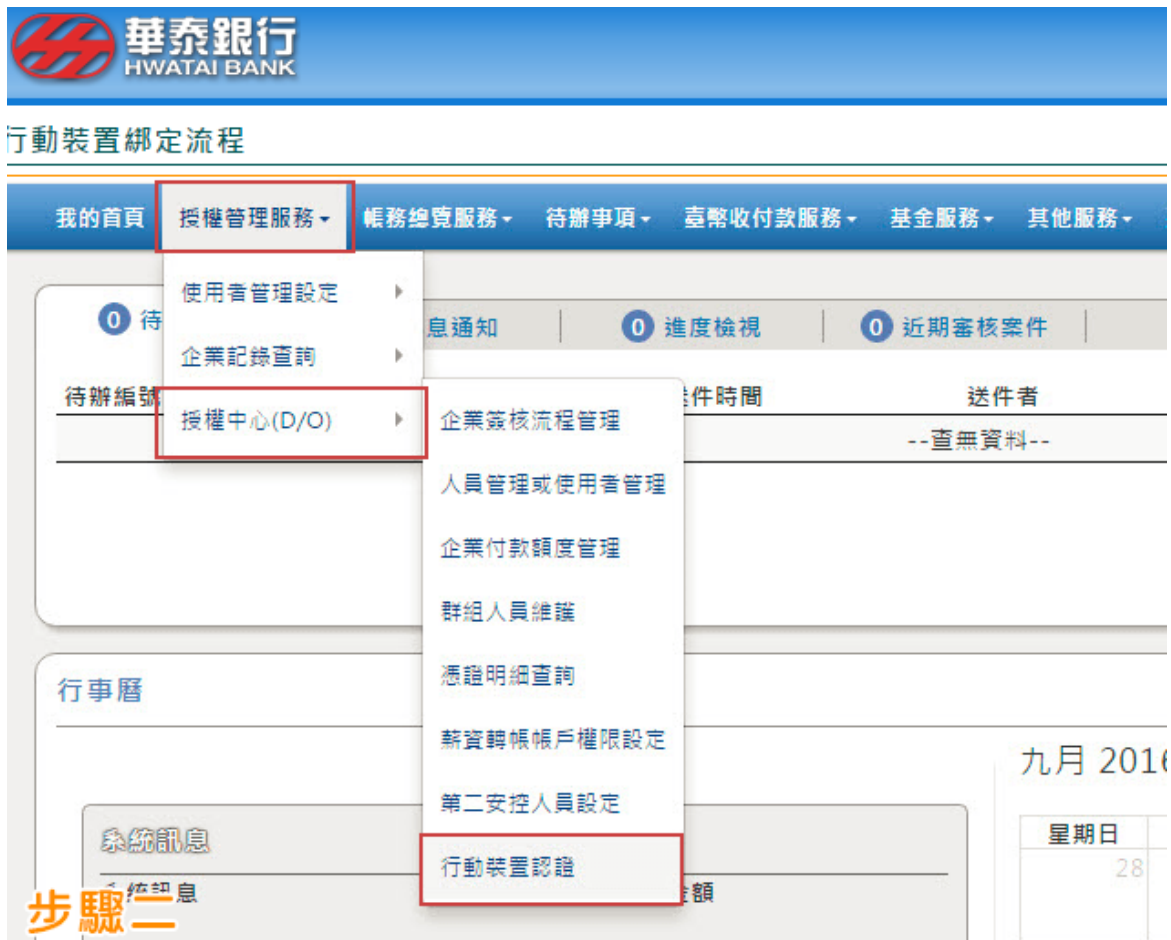 華泰銀行
HWATAI BANK
行動裝置綁定流程
我的首頁 授權管理服務 帳務總覽服務 待辦事項 臺幣收付款服務 基金服務 其他服務
使用者管理設定
0 待 息通知 0 進度檢視 0 近期審核案件
企業記錄查詢
待辦編號 件時間 送件者
授權中心(D/O) 企業簽核流程管理
--查無資料--
人員管理或使用者管理
企業付款額度管理
群組人員維護
憑證明細查詢
行事曆
薪資轉帳帳戶權限設定
九月 2016
第二安控人員設定
系統訊息 星期日
行動裝置認證 28
系統訊息 金額
步驟二